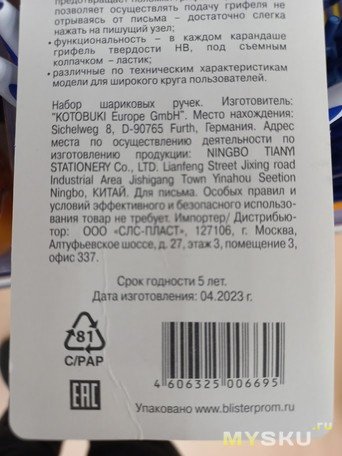 предотвращает поломку грифеля и
позволяет осуществлять подачу грифеля не
отрываясь от письма – достаточно слегка
нажать на пишущий узел;
• функциональность – в каждом карандаше
грифель твердости HB, под съемным
колпачком - ластик;
• различные по техническим характеристикам
модели для широкого круга пользователей.
Набор шариковых ручек. Изготовитель:
"KOTOBUKI Europe GmbH". Место нахождения:
Sichelweg 8, D-90765 Furth, Германия. Адрес
места по осуществлению деятельности по
изготовлению продукции: NINGBO TIANYI
STATIONERY Co., LTD. Lianfeng Street Jixing road
Industrial Area Jishigang Town Yinahou Seetion
Ningbo, КИТАЙ. Для письма. Особых правил и
условий эффективного и безопасного использо-
вания товар не требует. Импортер/ Дистрибью-
тор: ООО «СЛС-ПЛАСТ», 127106, г. Москва,
Алтуфьевское шоссе, д. 27, этаж 3, помещение 3,
офис 337.
Срок годности 5 лет.
Дата изготовления: 04.2023 г.
81
C/PAP
EAC
4 606325 006695
Упаковано www.blisterprom.ru
MYSKU.ru